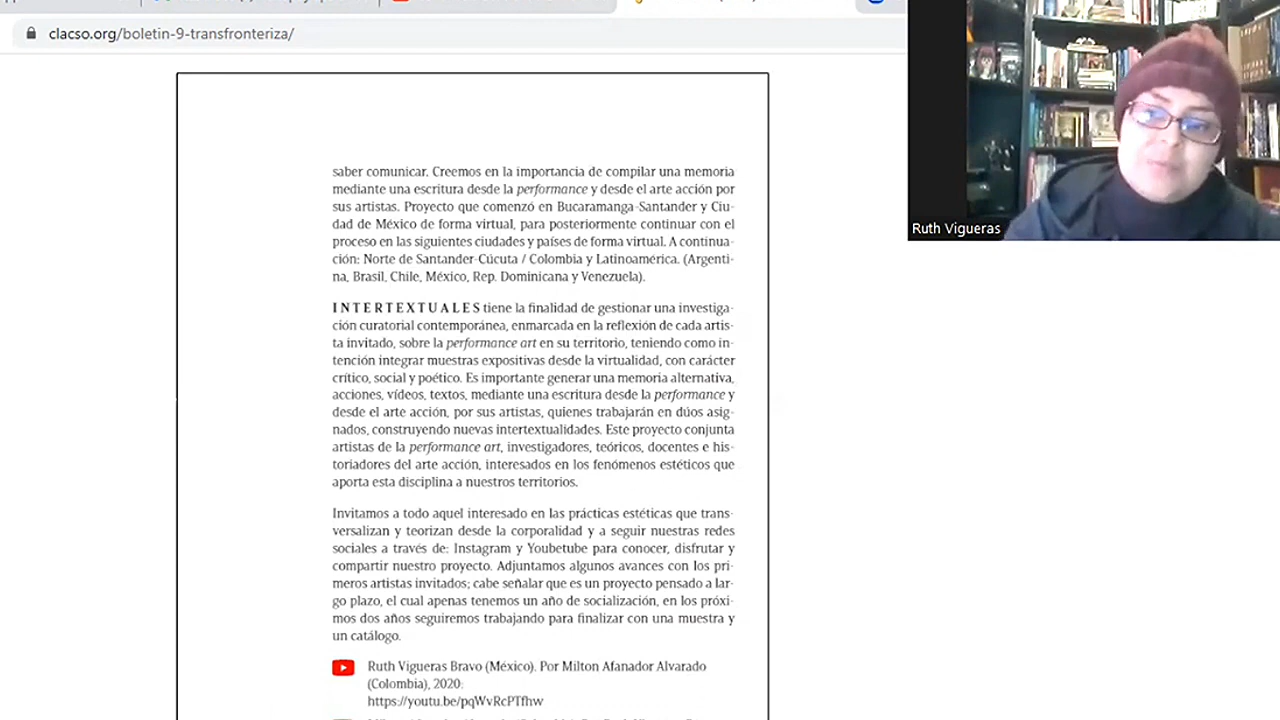 clacso.org/boletin-9-transfronteriza/
Ruth Vigueras
saber comunicar. Creemos en la importancia de compilar una memoria
mediante una escritura desde la performance y desde el arte acción por
sus artistas. Proyecto que comenzó en Bucaramanga-Santander y Ciu-
dad de México de forma virtual, para posteriormente continuar con el
proceso en las siguientes ciudades y países de forma virtual. A continua-
ción: Norte de Santander-Cúcuta / Colombia y Latinoamérica. (Argenti-
na, Brasil, Chile, México, Rep. Dominicana y Venezuela).
INTERTEXTUALES tiene la finalidad de gestionar una investiga-
ción curatorial contemporánea, enmarcada en la reflexión de cada artis-
ta invitado, sobre la performance art en su territorio, teniendo como in-
tención integrar muestras expositivas desde la virtualidad, con carácter
crítico, social y poético. Es importante generar una memoria alternativa,
acciones, vídeos, textos, mediante una escritura desde la performance y
desde el arte acción, por sus artistas, quienes trabajarán en dúos asig-
nados, construyendo nuevas intertextualidades. Este proyecto conjunta
artistas de la performance art, investigadores, teóricos, docentes e his-
toriadores del arte acción, interesados en los fenómenos estéticos que
aporta esta disciplina a nuestros territorios.
Invitamos a todo aquel interesado en las prácticas estéticas que trans-
versalizan y teorizan desde la corporalidad y a seguir nuestras redes
sociales a través de: Instagram y Youbetube para conocer, disfrutar y
compartir nuestro proyecto. Adjuntamos algunos avances con los pri-
meros artistas invitados; cabe señalar que es un proyecto pensado a lar-
go plazo, el cual apenas tenemos un año de socialización, en los próxi-
mos dos años seguiremos trabajando para finalizar con una muestra y
un catálogo.
Ruth Vigueras Bravo (México). Por Milton Afanador Alvarado
(Colombia), 2020:
https://youtu.be/pqWvRcPTfhw